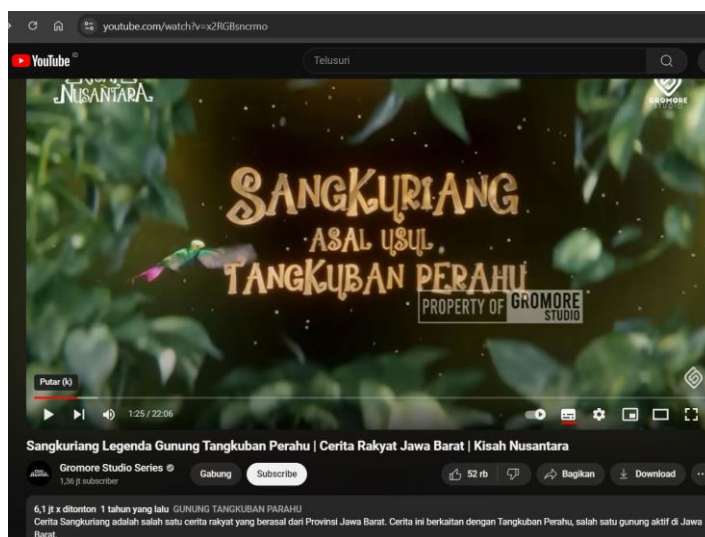 youtube.com/watch?v=x2RGBsncrmo
YouTube ID
Telusuri
NUSANTARA
GROMORE
STUDIO
SANGKURIANG
ASAL USUL
TANGKUBAN PERAHU
PROPERTY OF GROMORE STUDIO
Putar (k)
1:25 / 22:06
Sangkuriang Legenda Gunung Tangkuban Perahu | Cerita Rakyat Jawa Barat | Kisah Nusantara
Gromore Studio Series
1,36 jt subscriber
Gabung
Subscribe
52 rb
Bagikan
Download
6,1 jt x ditonton 1 tahun yang lalu GUNUNG TANGKUBAN PARAHU
Cerita Sangkuriang adalah salah satu cerita rakyat yang berasal dari Provinsi Jawa Barat. Cerita ini berkaitan dengan Tangkuban Perahu, salah satu gunung aktif di Jawa
Barat.